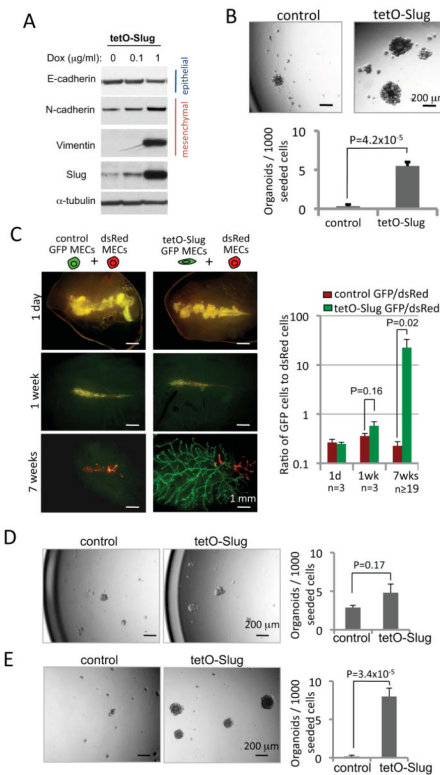 A
tetO-Slug
Dox (μg/ml): 0 0.1 1
E-cadherin
N-cadherin
Vimentin
Slug
α-tubulin
epithelial
mesenchymal
B
control tetO-Slug
200 μm
Organoids / 1000
seeded cells
10
5
0
P=4.2x10-5
control tetO-Slug
C
control dsRed
GFP MECs MECs
+
tetO-Slug dsRed
GFP MECs MECs
+
1 day
1 week
7 weeks
1 mm
control GFP/dsRed
tetO-Slug GFP/dsRed
Ratio of GFP cells to dsRed cells
100
10
1
0.1
P=0.16
P=0.02
1d 1wk 7wks
n=3 n=3 n≥19
D
control tetO-Slug
200 μm
Organoids / 1000
seeded cells
10
5
0
P=0.17
control tetO-Slug
E
control tetO-Slug
200 μm
Organoids / 1000
seeded cells
10
5
0
P=3.4x10-5
control tetO-Slug